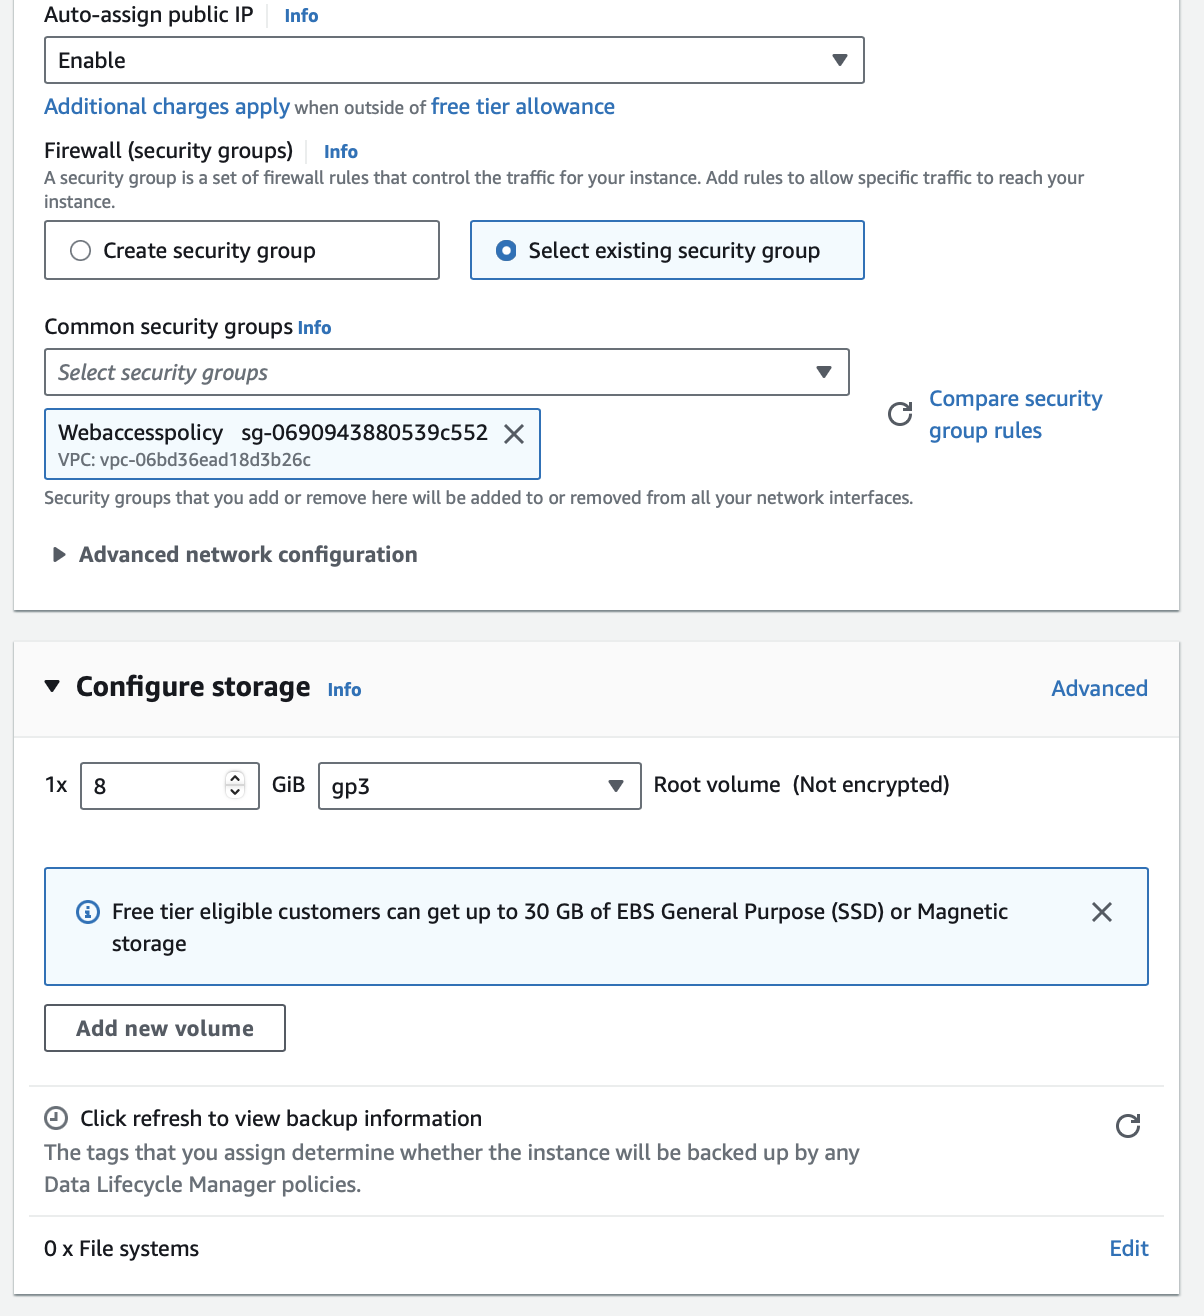 Auto-assign public IP Info
Enable
Additional charges apply when outside of free tier allowance
Firewall (security groups) Info
A security group is a set of firewall rules that control the traffic for your instance. Add rules to allow specific traffic to reach your
instance.
Create security group
Select existing security group
Common security groups Info
Select security groups
Webaccesspolicy sg-0690943880539c552
VPC: vpc-06bd36ead18d3b26c
Compare security
group rules
Security groups that you add or remove here will be added to or removed from all your network interfaces.
Advanced network configuration
Configure storage Info
Advanced
1x 8 GiB gp3 Root volume (Not encrypted)
Free tier eligible customers can get up to 30 GB of EBS General Purpose (SSD) or Magnetic
storage
Add new volume
Click refresh to view backup information
The tags that you assign determine whether the instance will be backed up by any
Data Lifecycle Manager policies.
0 x File systems
Edit